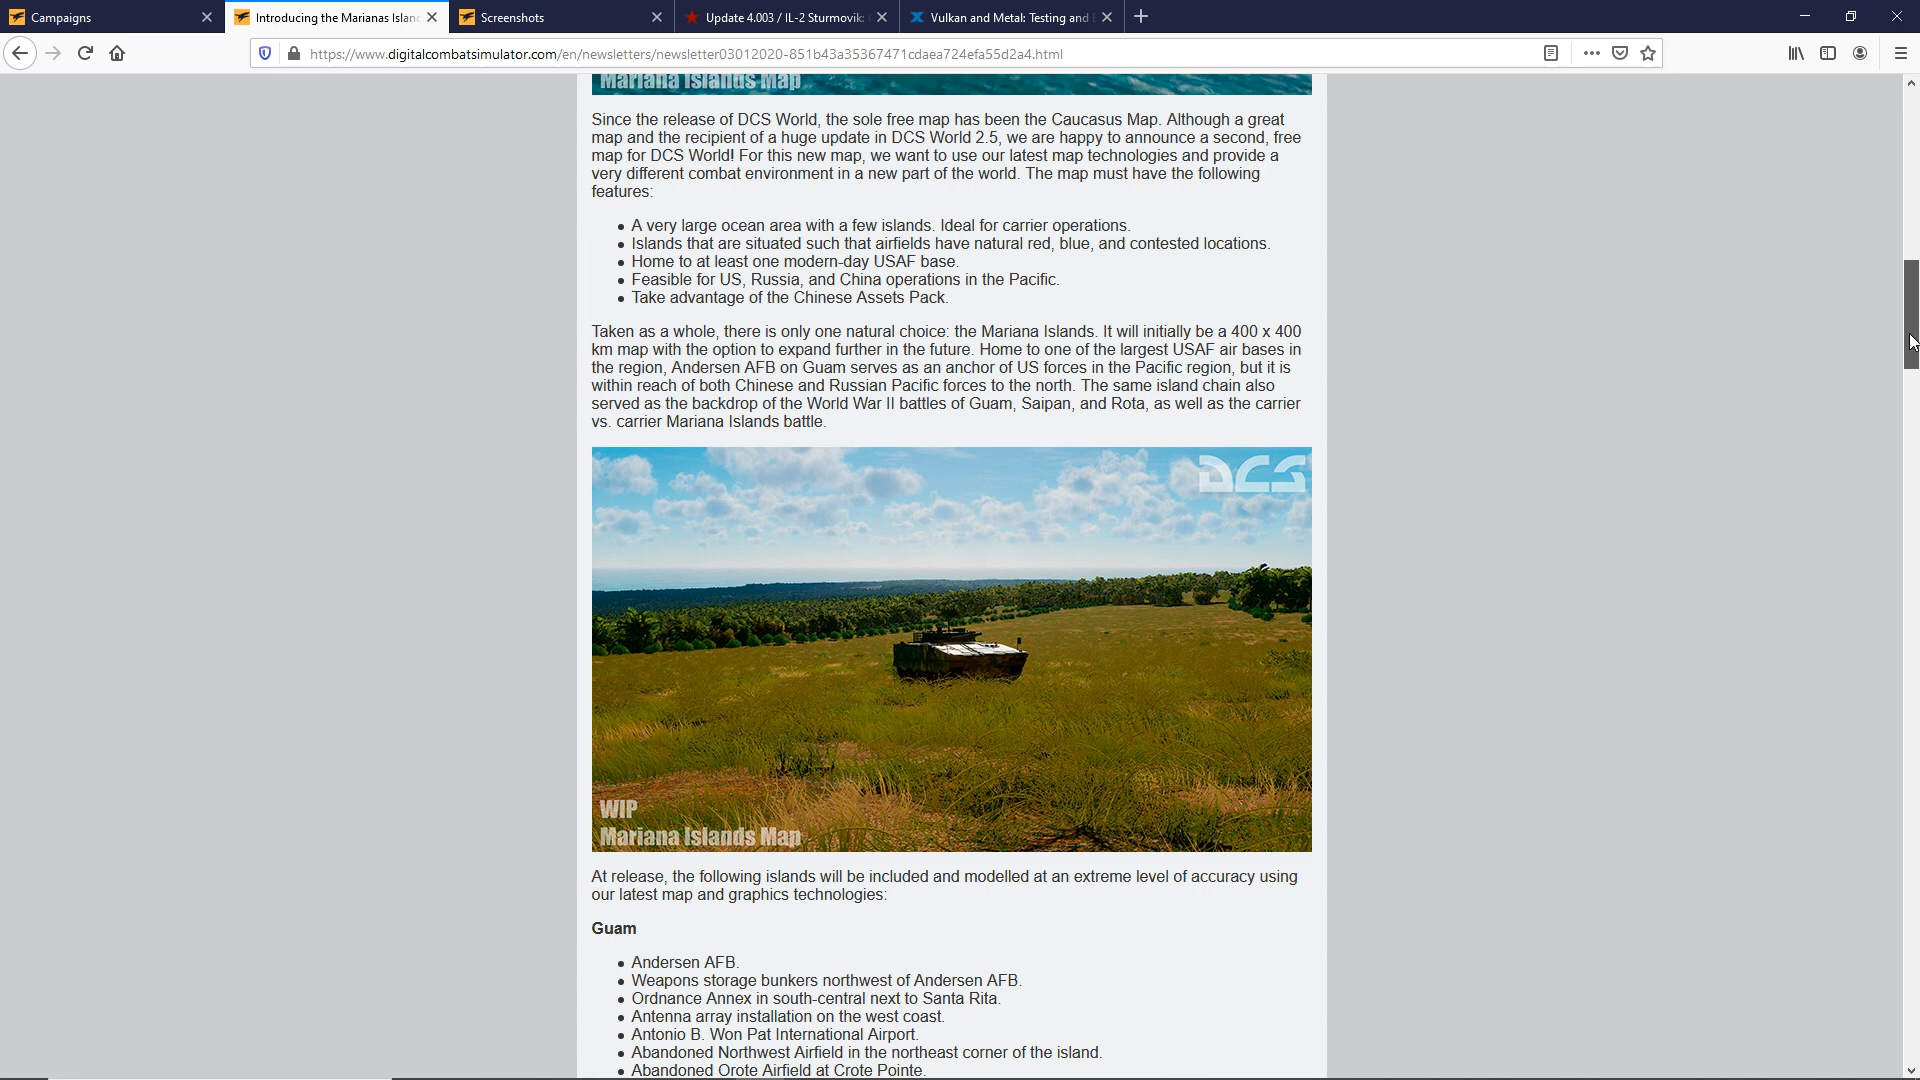 Campaigns
Introducing the Marianas Islan
Screenshots
Update 4.003 / IL-2 Sturmovik:
Vulkan and Metal: Testing and
https://www.digitalcombatsimulator.com/en/newsletters/newsletter03012020-851b43a35367471cdaea724efa55d2a4.html
Mariana Islands Map
Since the release of DCS World, the sole free map has been the Caucasus Map. Although a great
map and the recipient of a huge update in DCS World 2.5, we are happy to announce a second, free
map for DCS World! For this new map, we want to use our latest map technologies and provide a
very different combat environment in a new part of the world. The map must have the following
features:
A very large ocean area with a few islands. Ideal for carrier operations.
Islands that are situated such that airfields have natural red, blue, and contested locations.
Home to at least one modern-day USAF base.
Feasible for US, Russia, and China operations in the Pacific.
Take advantage of the Chinese Assets Pack.
Taken as a whole, there is only one natural choice: the Mariana Islands. It will initially be a 400 x 400
km map with the option to expand further in the future. Home to one of the largest USAF air bases in
the region, Andersen AFB on Guam serves as an anchor of US forces in the Pacific region, but it is
within reach of both Chinese and Russian Pacific forces to the north. The same island chain also
served as the backdrop of the World War II battles of Guam, Saipan, and Rota, as well as the carrier
vs. carrier Mariana Islands battle.
DCS
WIP
Mariana Islands Map
At release, the following islands will be included and modelled at an extreme level of accuracy using
our latest map and graphics technologies:
Guam
Andersen AFB.
Weapons storage bunkers northwest of Andersen AFB.
Ordnance Annex in south-central next to Santa Rita.
Antenna array installation on the west coast.
Antonio B. Won Pat International Airport.
Abandoned Northwest Airfield in the northeast corner of the island.
Abandoned Orote Airfield at Crote Pointe.